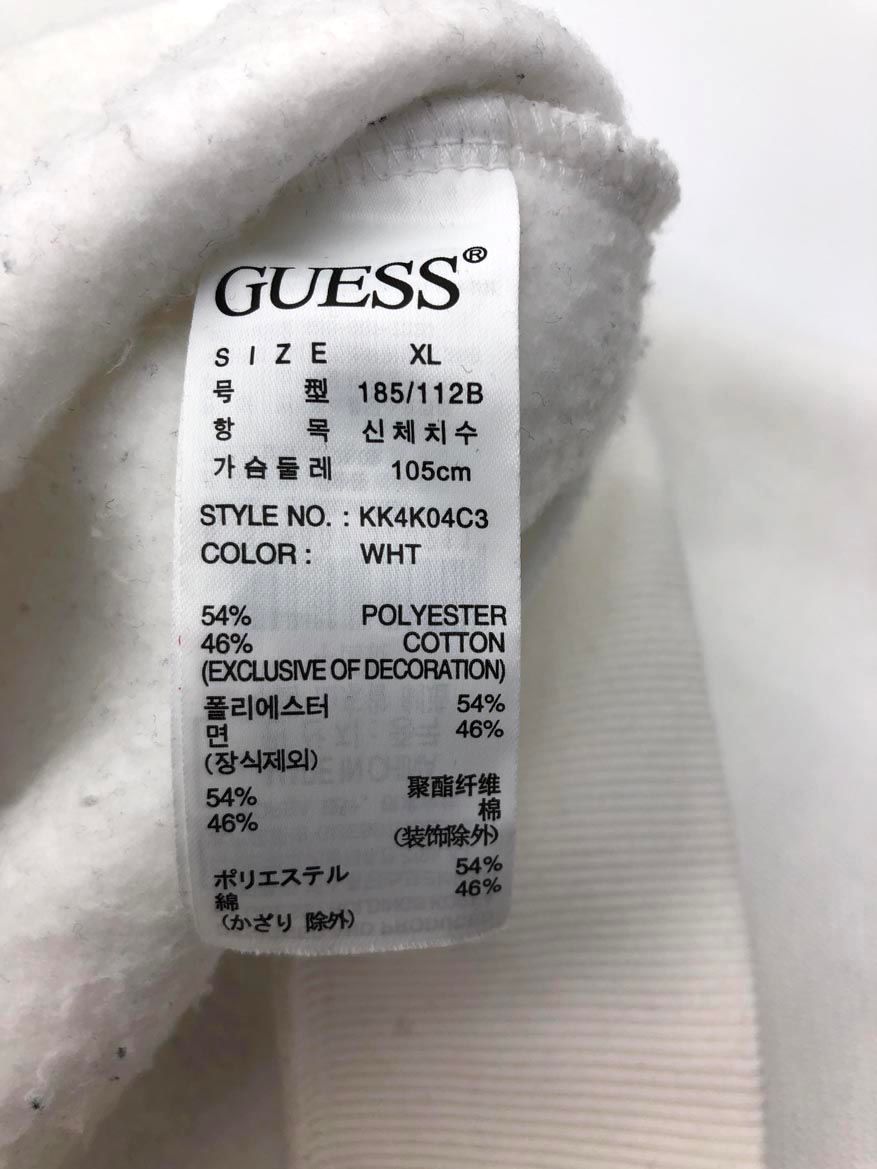 GUESS®
SIZE XL
号型 185/112B
항목 신체치수
가슴둘레 105cm
STYLE NO. : KK4K04C3
COLOR : WHT
54% POLYESTER
46% COTTON
(EXCLUSIVE OF DECORATION)
폴리에스터 54%
면 46%
(장식제외)
54% 聚酯纤维
46% 棉
(装饰除外)
ポリエステル 54%
綿 46%
(かざり 除外)